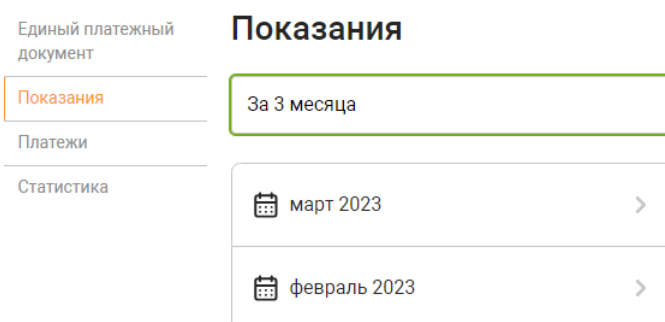 Единый платежный
документ
Показания
Платежи
Статистика
Показания
За 3 месяца
март 2023
февраль 2023